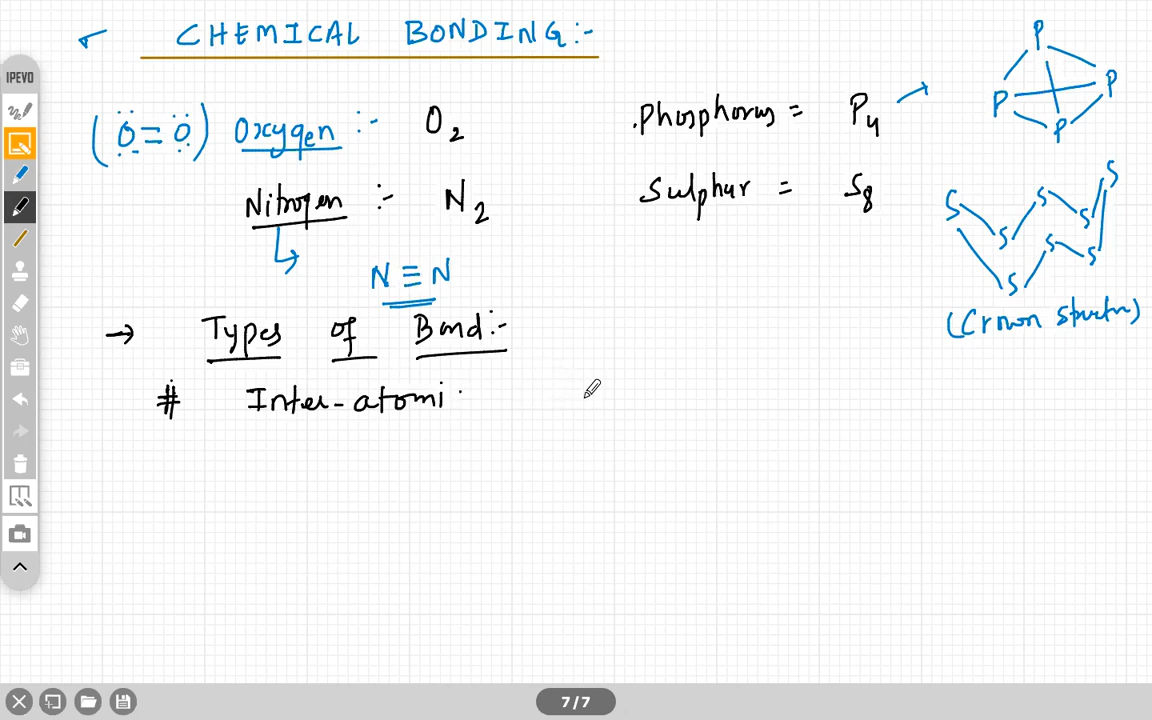 CHEMICAL BONDING:-
IPEVO
(O=O) Oxygen :- O2
Phosphorus = P4
P
P P
P
Nitrogen :- N2
Sulphur = S8
S S S S
S S S S
N≡N
(Crown structr)
→ Types of Bond:-
# Inter-atomi
7/7